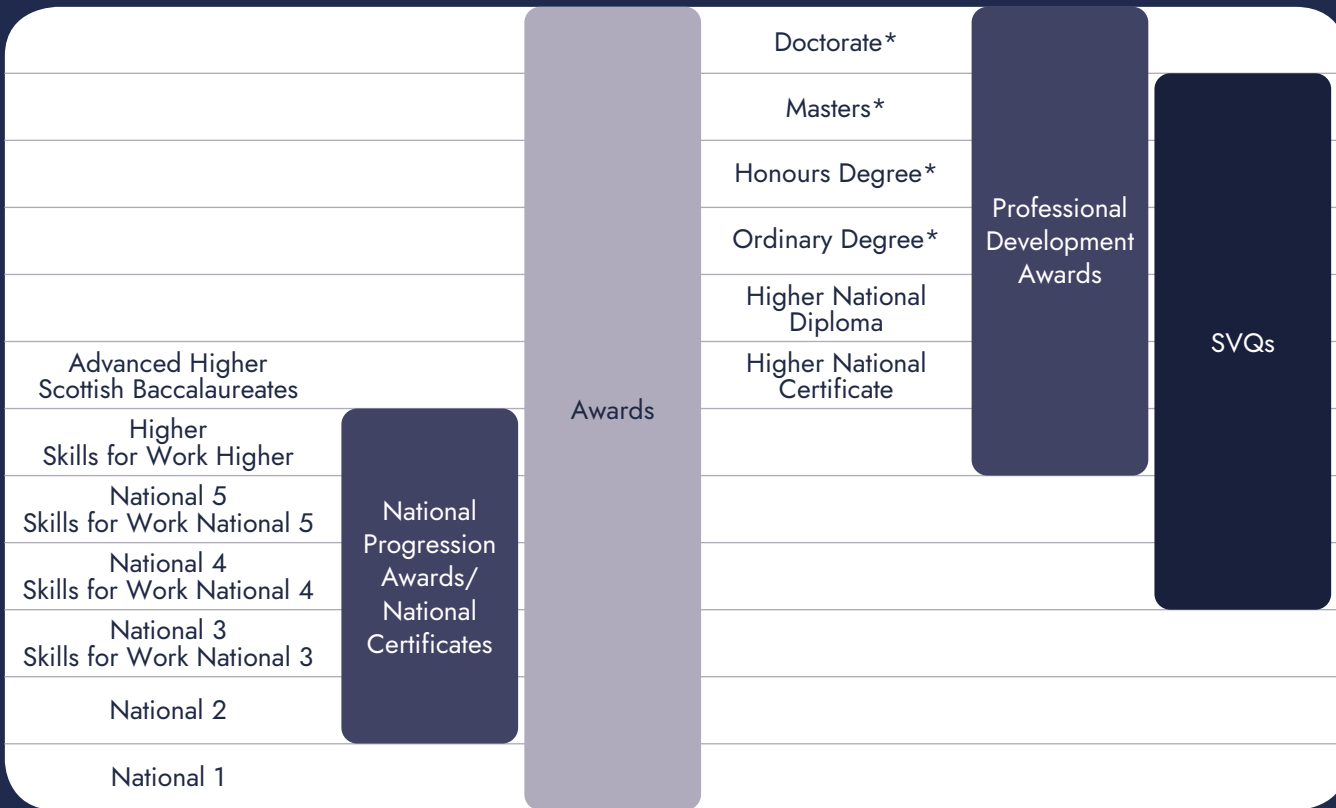 Doctorate*
Masters*
Honours Degree*
Ordinary Degree*
Higher National
Diploma
Advanced Higher
Scottish Baccalaureates
Higher National
Certificate
Higher
Skills for Work Higher
National 5
Skills for Work National 5
National 4
Skills for Work National 4
National 3
Skills for Work National 3
National 2
National 1
National
Progression
Awards/
National
Certificates
Awards
Professional
Development
Awards
SVQs